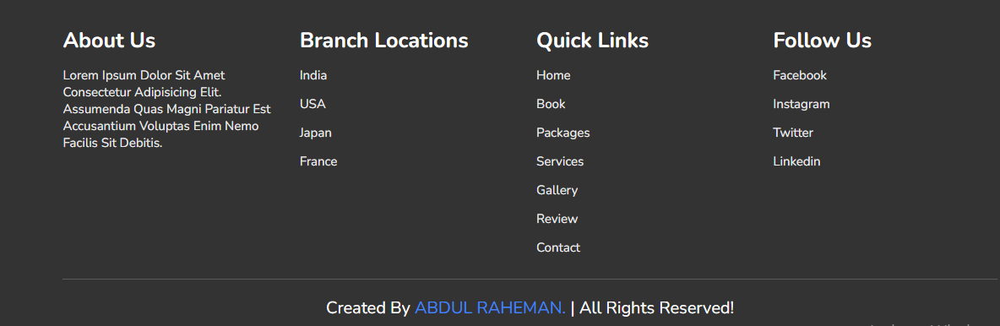 About Us
Lorem Ipsum Dolor Sit Amet
Consectetur Adipisicing Elit.
Assumenda Quas Magni Pariatur Est
Accusantium Voluptas Enim Nemo
Facilis Sit Debitis.
Branch Locations
India
USA
Japan
France
Quick Links
Home
Book
Packages
Services
Gallery
Review
Contact
Follow Us
Facebook
Instagram
Twitter
Linkedin
Created By ABDUL RAHEMAN. | All Rights Reserved!